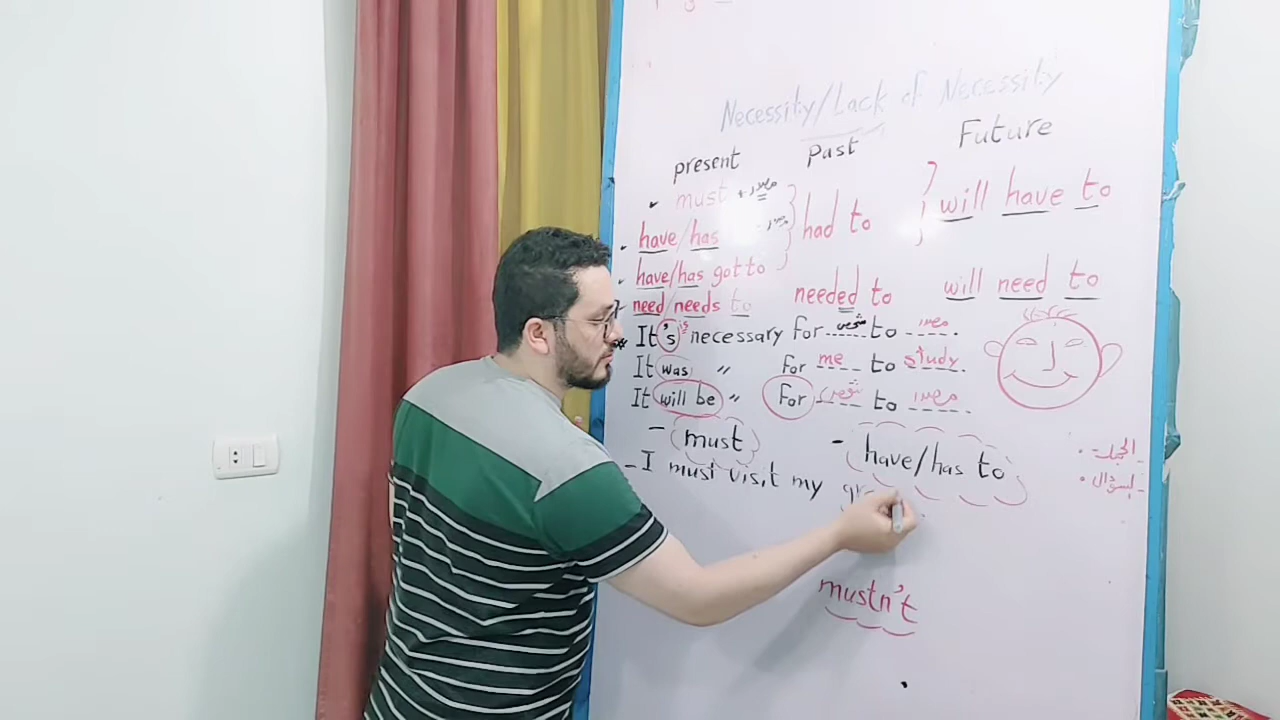 Necessity/Lack of Necessity
present Past Future
must + مصدر had to will have to
have/has مصدر
have/has got to
need/needs to needed to will need to
It's is necessary for شخص to مصدر.
It was " for me to study.
It will be " For شخص to مصدر.
- must - have/has to
- I must visit my
- السؤال.
mustn't